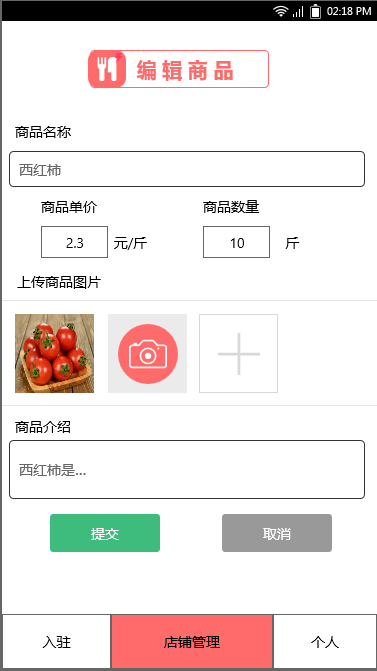 02:18 PM
编辑商品
商品名称
西红柿
商品单价 商品数量
2.3 元/斤 10 斤
上传商品图片
商品介绍
西红柿是...
提交 取消
入驻 店铺管理 个人